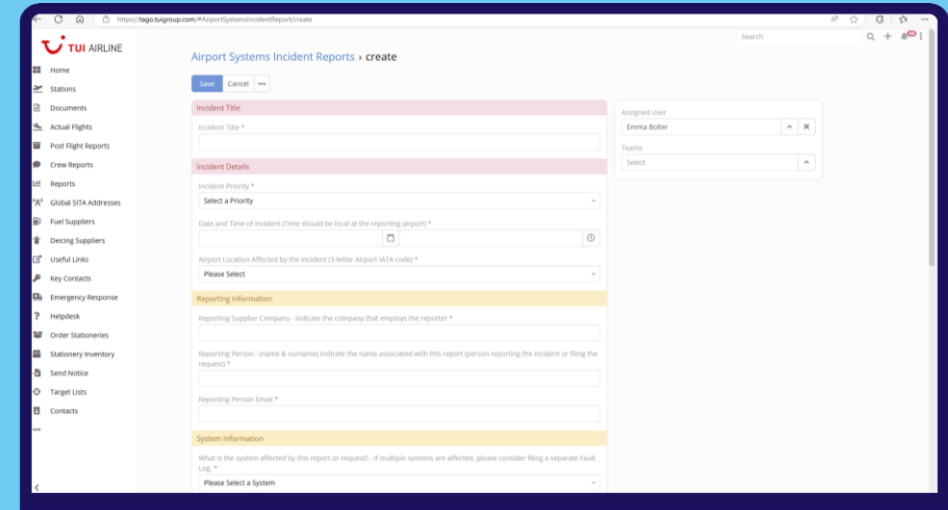 https://tago.tuigroup.com/#AirportSystemsIncidentReport/create
TUI AIRLINE
Search
Home
Stations
Documents
Actual Flights
Post Flight Reports
Crew Reports
Reports
Global SITA Addresses
Fuel Suppliers
Deicing Suppliers
Useful Links
Key Contacts
Emergency Response
Helpdesk
Order Stationeries
Stationery Inventory
Send Notice
Target Lists
Contacts
Airport Systems Incident Reports › create
Save Cancel
Incident Title
Incident Title *
Incident Details
Incident Priority *
Select a Priority
Date and Time of Incident (Time should be local at the reporting airport) *
Airport Location Affected by the Incident (3-letter Airport IATA code) *
Please Select
Reporting Information
Reporting Supplier Company - Indicate the company that employs the reporter *
Reporting Person - (name & surname) Indicate the name associated with this report (person reporting the incident or filing the
request) *
Reporting Person Email *
System Information
What is the system affected by this report or request? - If multiple systems are affected, please consider filing a separate Fault
Log. *
Please Select a System
Assigned User
Emma Bolter
Teams
Select